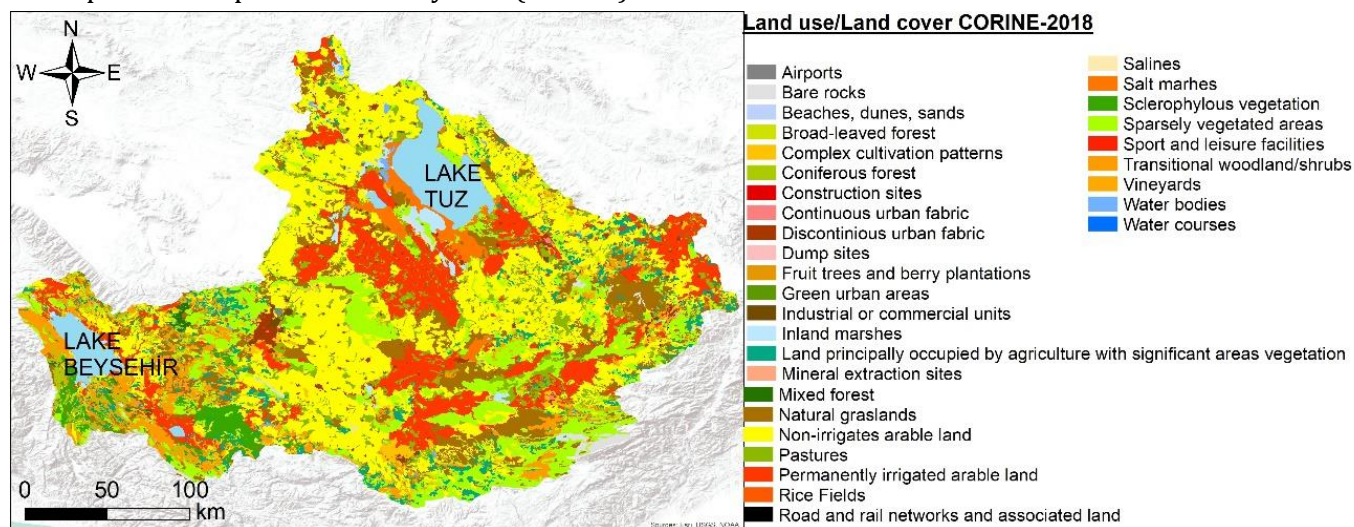 Land use/Land cover CORINE-2018
N
W E
S
LAKE
TUZ
LAKE
BEYSEHİR
0 50 100
km
Airports
Bare rocks
Beaches, dunes, sands
Broad-leaved forest
Complex cultivation patterns
Coniferous forest
Construction sites
Continuous urban fabric
Discontinious urban fabric
Dump sites
Fruit trees and berry plantations
Green urban areas
Industrial or commercial units
Inland marshes
Land principally occupied by agriculture with significant areas vegetation
Mineral extraction sites
Mixed forest
Natural graslands
Non-irrigates arable land
Pastures
Permanently irrigated arable land
Rice Fields
Road and rail networks and associated land
Salines
Salt marhes
Sclerophylous vegetation
Sparsely vegetated areas
Sport and leisure facilities
Transitional woodland/shrubs
Vineyards
Water bodies
Water courses
Sources: Esri, USGS, NOAA